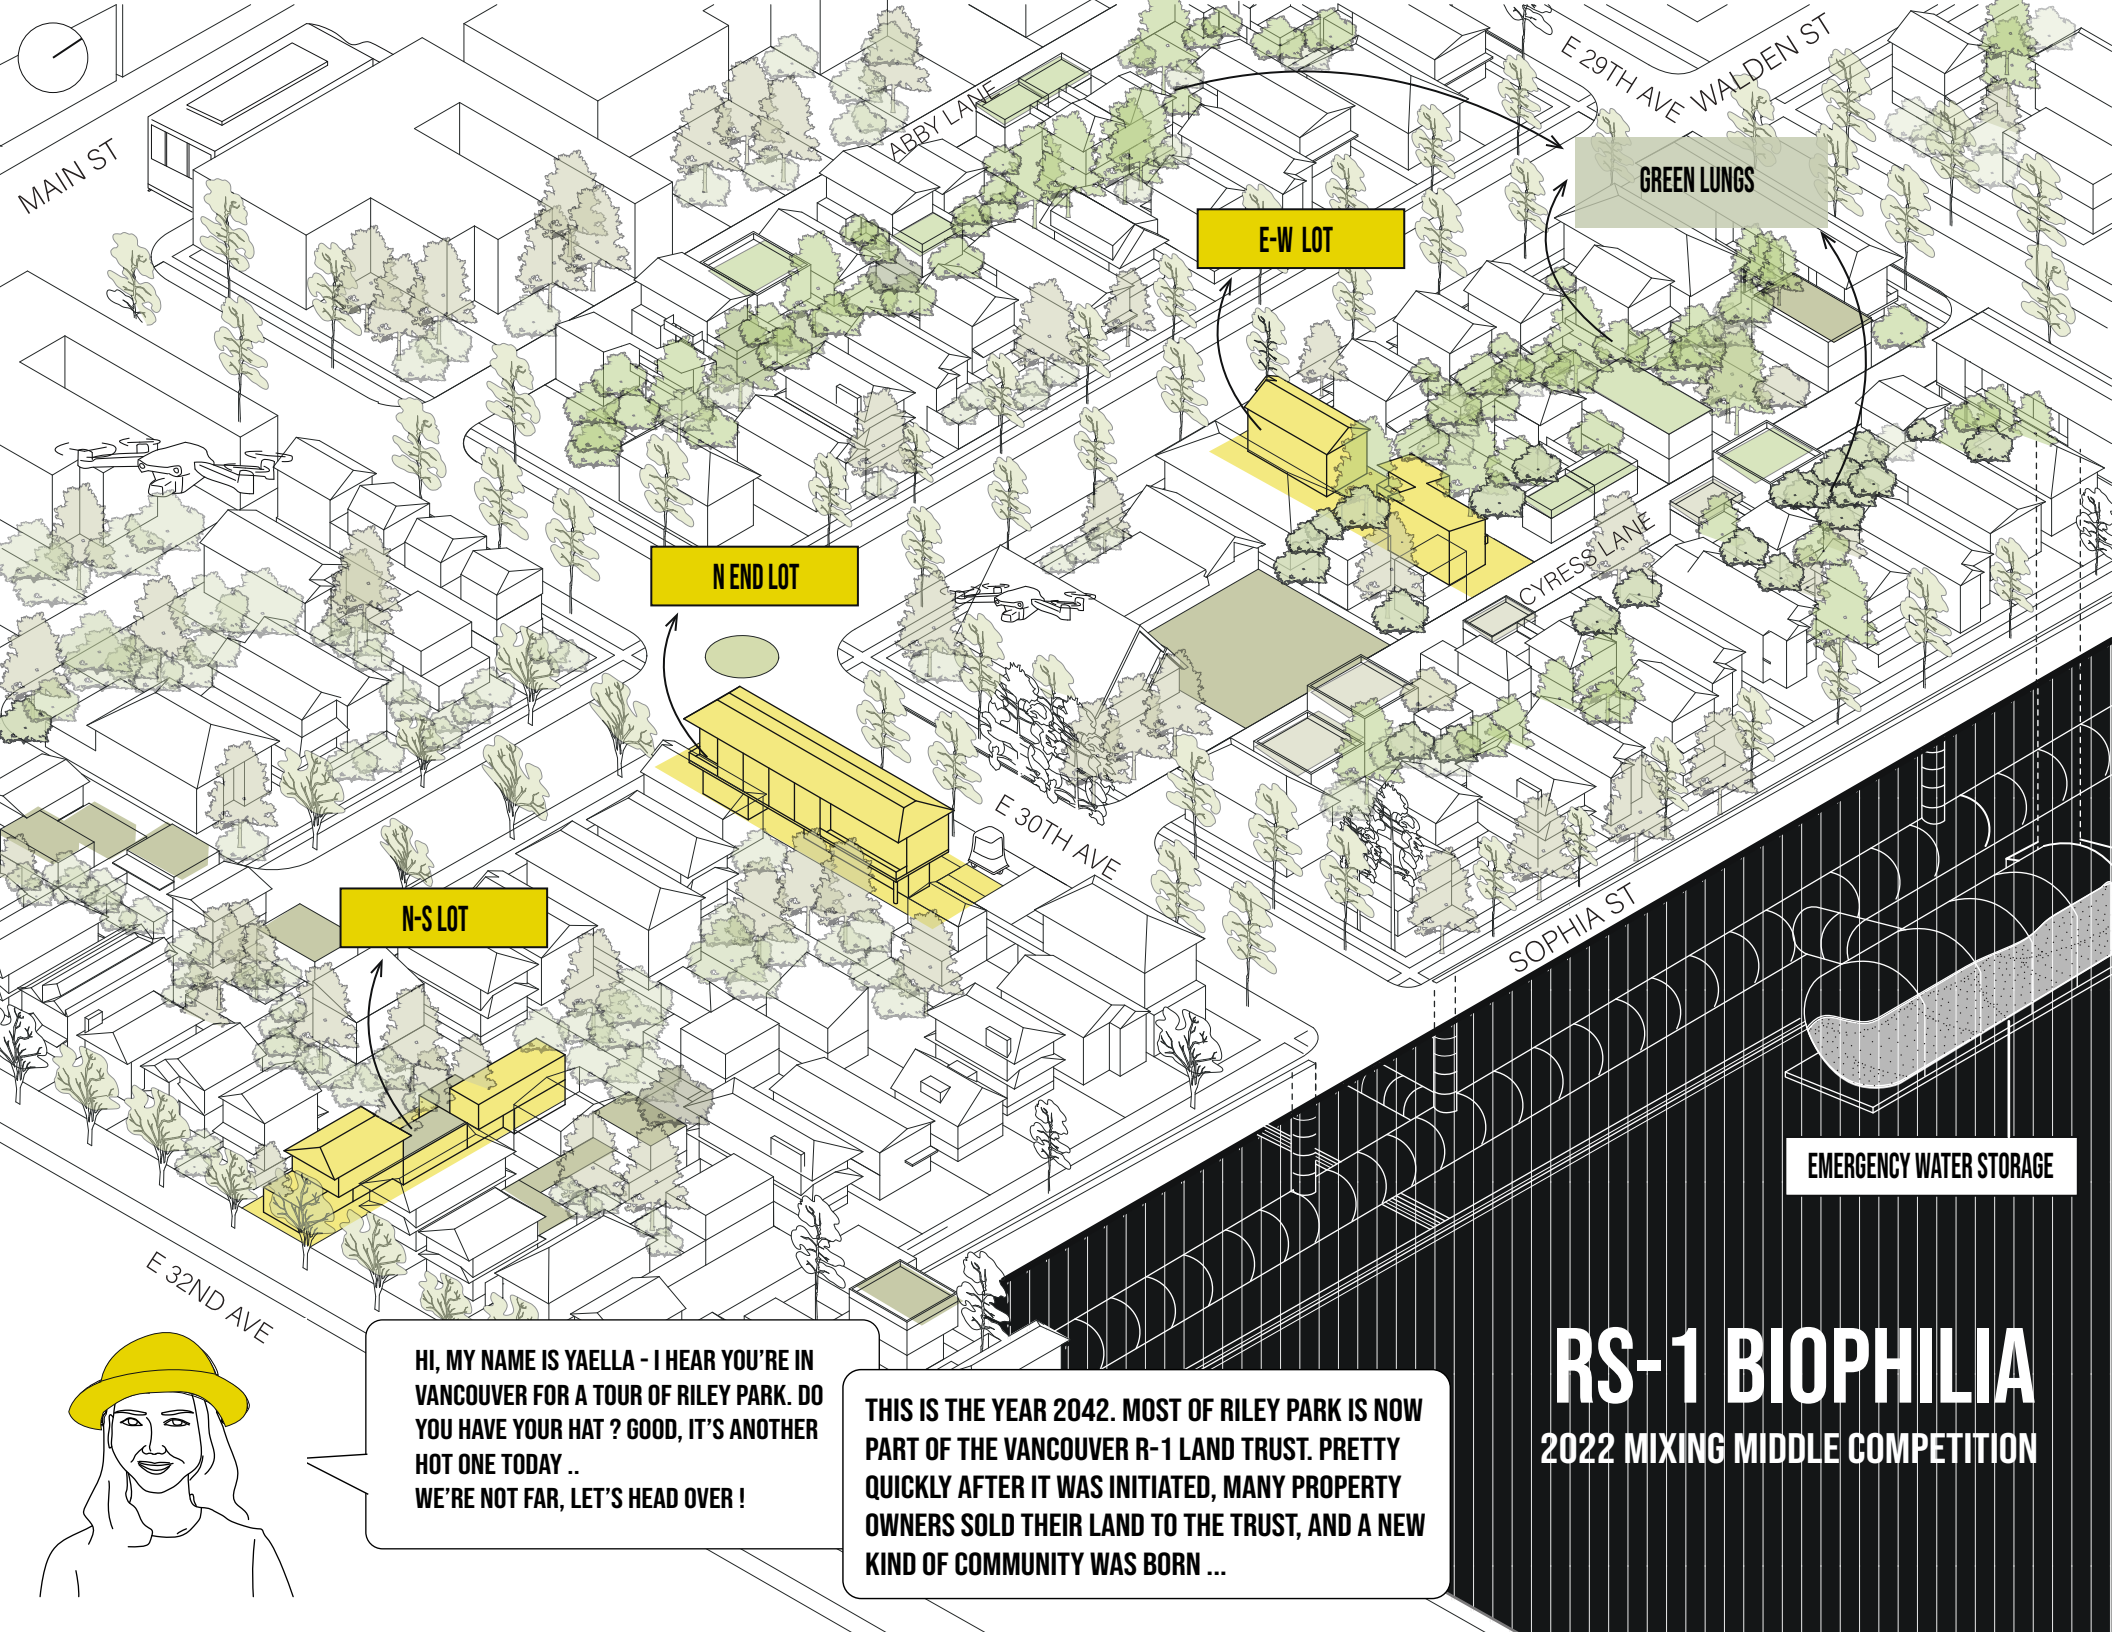 MAIN ST
ABBY LANE
E 29TH AVE
WALDEN ST
GREEN LUNGS
E-W LOT
N END LOT
CYRESS LANE
E 30TH AVE
N-S LOT
SOPHIA ST
EMERGENCY WATER STORAGE
E 32ND AVE
HI, MY NAME IS YAELLA - I HEAR YOU'RE IN
VANCOUVER FOR A TOUR OF RILEY PARK. DO
YOU HAVE YOUR HAT ? GOOD, IT'S ANOTHER
HOT ONE TODAY ..
WE'RE NOT FAR, LET'S HEAD OVER !
THIS IS THE YEAR 2042. MOST OF RILEY PARK IS NOW
PART OF THE VANCOUVER R-1 LAND TRUST. PRETTY
QUICKLY AFTER IT WAS INITIATED, MANY PROPERTY
OWNERS SOLD THEIR LAND TO THE TRUST, AND A NEW
KIND OF COMMUNITY WAS BORN ...
RS-1 BIOPHILIA
2022 MIXING MIDDLE COMPETITION